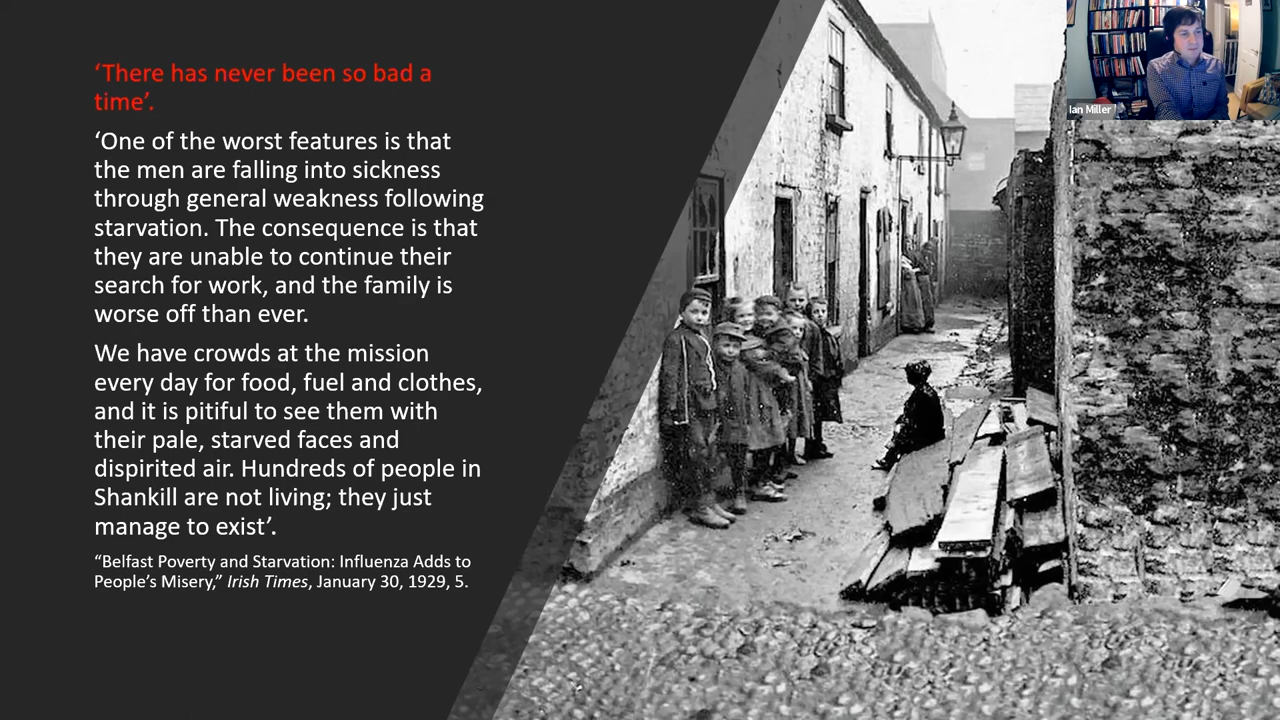 ‘There has never been so bad a
time’.
‘One of the worst features is that
the men are falling into sickness
through general weakness following
starvation. The consequence is that
they are unable to continue their
search for work, and the family is
worse off than ever.
We have crowds at the mission
every day for food, fuel and clothes,
and it is pitiful to see them with
their pale, starved faces and
dispirited air. Hundreds of people in
Shankill are not living; they just
manage to exist’.
“Belfast Poverty and Starvation: Influenza Adds to
People’s Misery,” Irish Times, January 30, 1929, 5.
Ian Miller